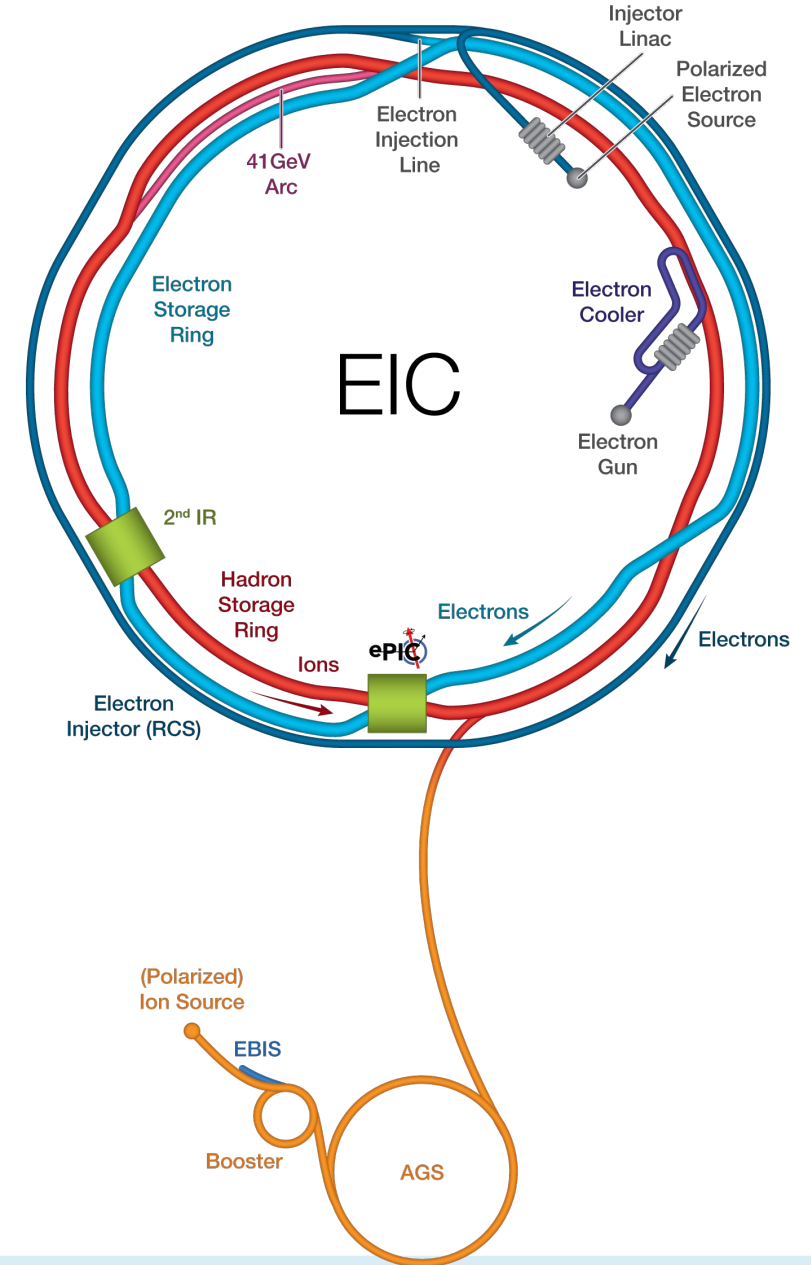 Injector
Linac
Polarized
Electron
Source
Electron
Injection
Line
41GeV
Arc
Electron
Storage
Ring
Electron
Cooler
EIC
Electron
Gun
2nd IR
Hadron
Storage
Ring
Electrons
ePIC
Electrons
Ions
Electron
Injector (RCS)
(Polarized)
Ion Source
EBIS
Booster
AGS